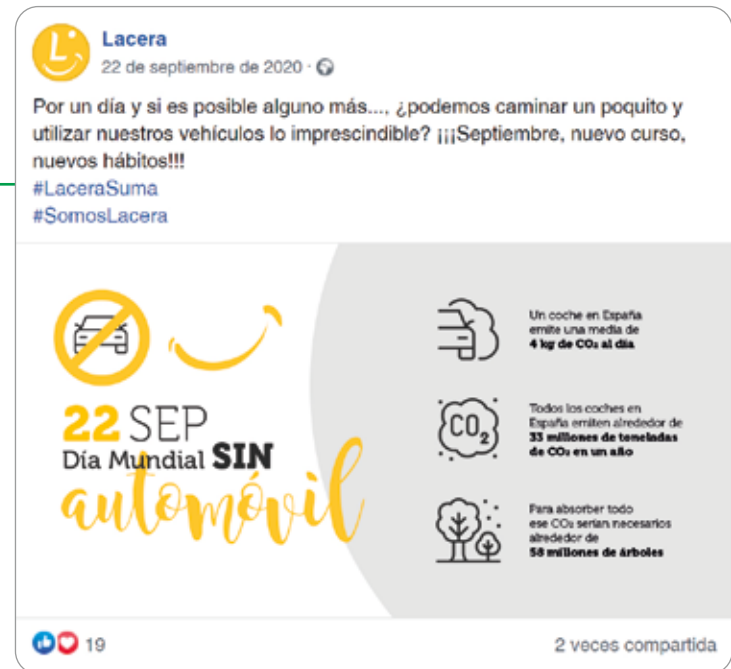 Lacera
22 de septiembre de 2020 ·
Por un día y si es posible alguno más..., ¿podemos caminar un poquito y
utilizar nuestros vehículos lo imprescindible? ¡¡¡Septiembre, nuevo curso,
nuevos hábitos!!!
#LaceraSuma
#SomosLacera
22 SEP
Día Mundial SIN
automóvil
Un coche en España
emite una media de
4 kg de CO₂ al día
CO₂
Todos los coches en
España emiten alrededor de
33 millones de toneladas
de CO₂ en un año
Para absorber todo
ese CO₂ serían necesarios
alrededor de
58 millones de árboles
19
2 veces compartida